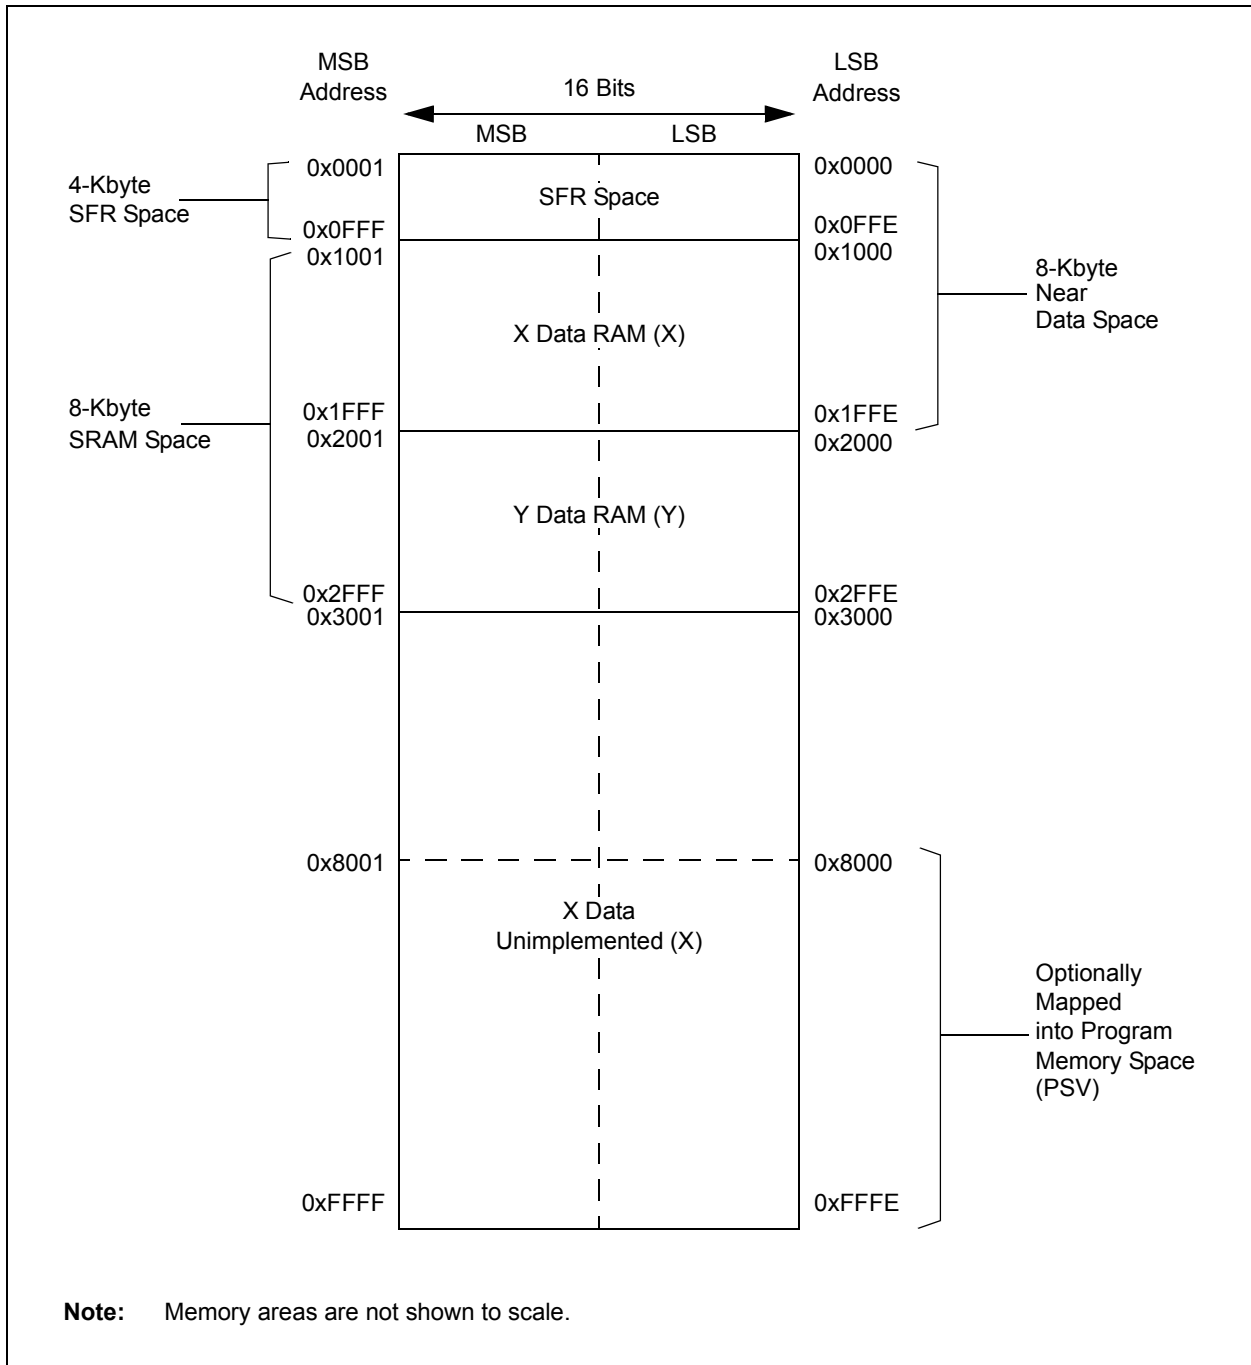 MSB
Address
16 Bits
LSB
Address
MSB
LSB
0x0001
0x0000
4-Kbyte
SFR Space
SFR Space
0x0FFF
0x0FFE
0x1001
0x1000
8-Kbyte
Near
Data Space
X Data RAM (X)
8-Kbyte
SRAM Space
0x1FFF
0x1FFE
0x2001
0x2000
Y Data RAM (Y)
0x2FFF
0x2FFE
0x3001
0x3000
0x8001
0x8000
X Data
Unimplemented (X)
Optionally
Mapped
into Program
Memory Space
(PSV)
0xFFFF
0xFFFE
Note: Memory areas are not shown to scale.